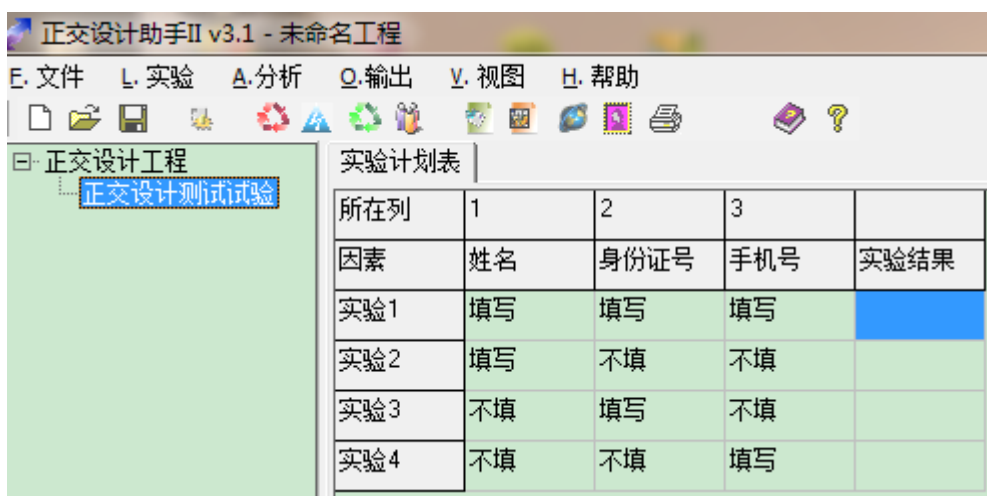 正交设计助手II v3.1 - 未命名工程
F. 文件 L. 实验 A.分析 O.输出 V. 视图 H. 帮助
正交设计工程
正交设计测试试验
实验计划表
所在列 1 2 3
因素 姓名 身份证号 手机号 实验结果
实验1 填写 填写 填写
实验2 填写 不填 不填
实验3 不填 填写 不填
实验4 不填 不填 填写